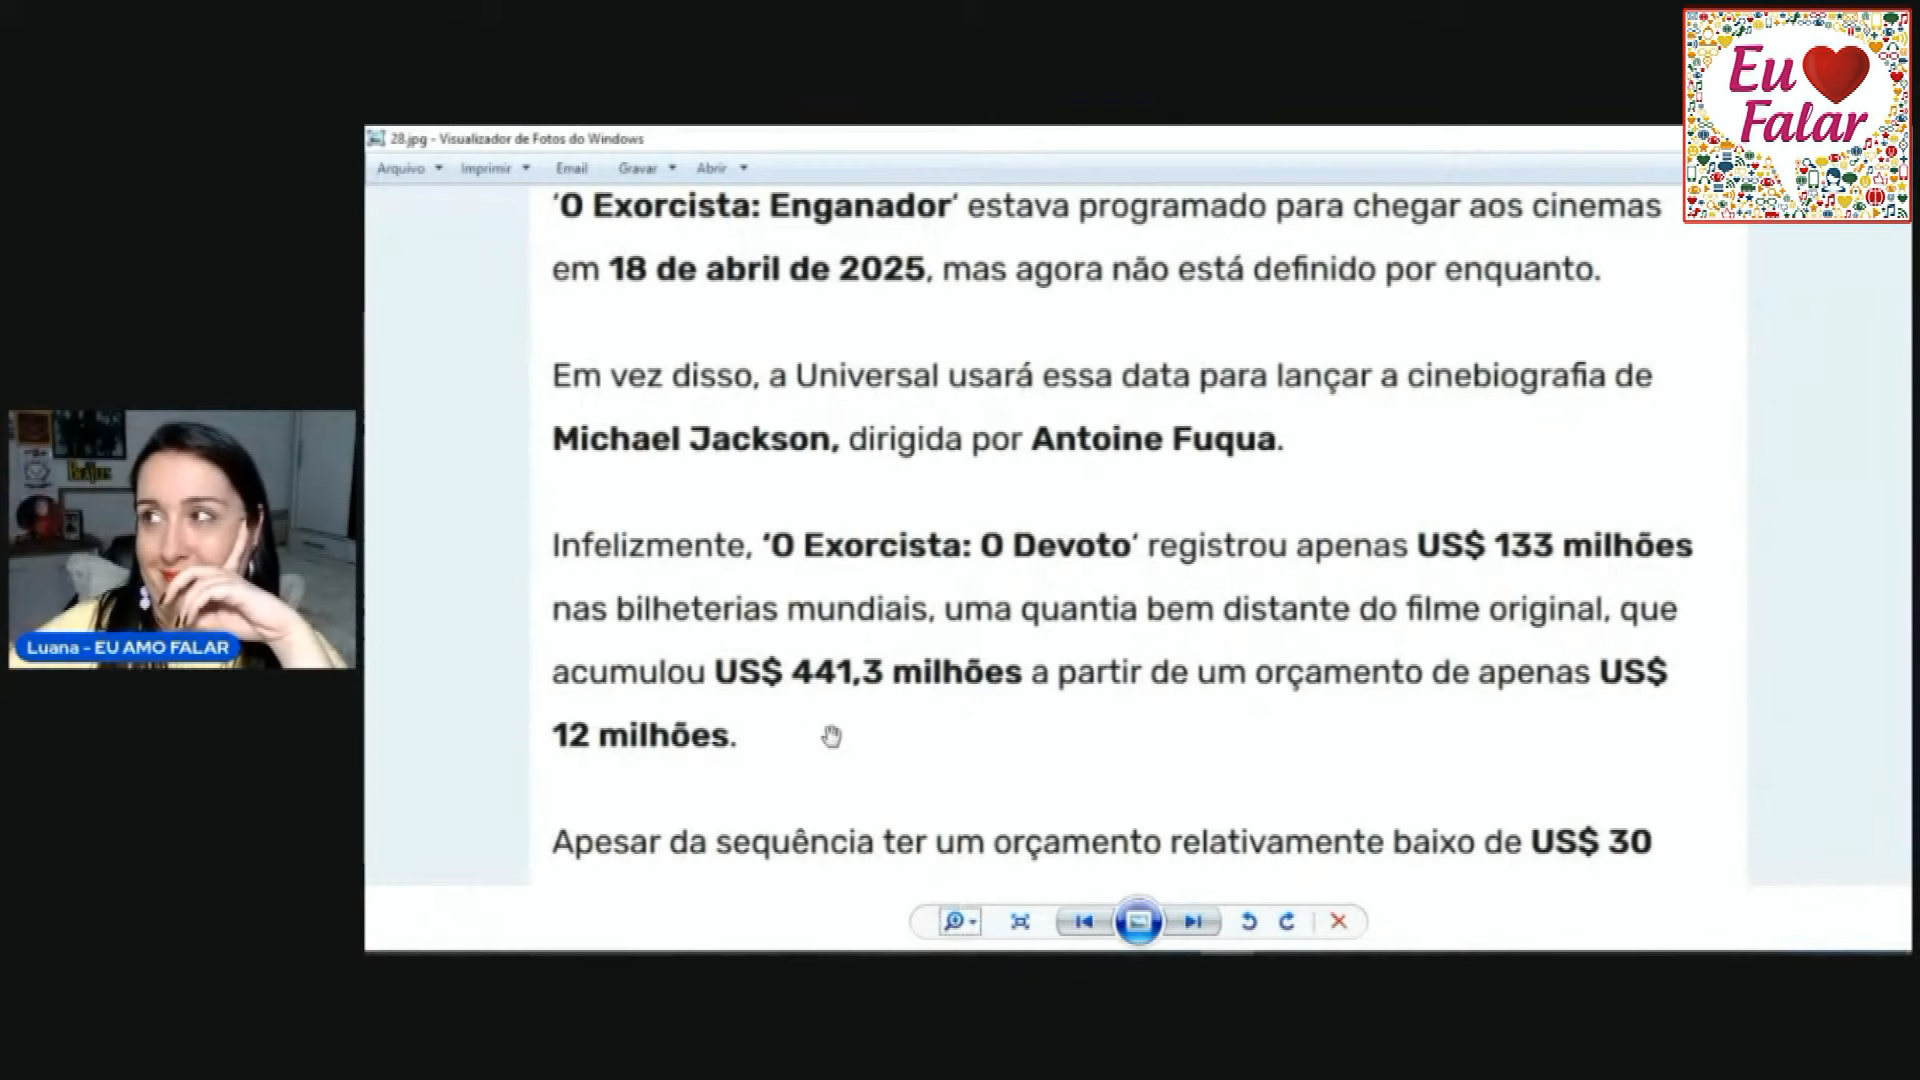 Eu
Falar
28.jpg - Visualizador de Fotos do Windows
Arquivo Imprimir Email Gravar Abrir
'O Exorcista: Enganador' estava programado para chegar aos cinemas
em 18 de abril de 2025, mas agora não está definido por enquanto.
Em vez disso, a Universal usará essa data para lançar a cinebiografia de
Michael Jackson, dirigida por Antoine Fuqua.
Infelizmente, 'O Exorcista: O Devoto' registrou apenas US$ 133 milhões
nas bilheterias mundiais, uma quantia bem distante do filme original, que
acumulou US$ 441,3 milhões a partir de um orçamento de apenas US$
12 milhões.
Apesar da sequência ter um orçamento relativamente baixo de US$ 30
BEATLES
Luana - EU AMO FALAR